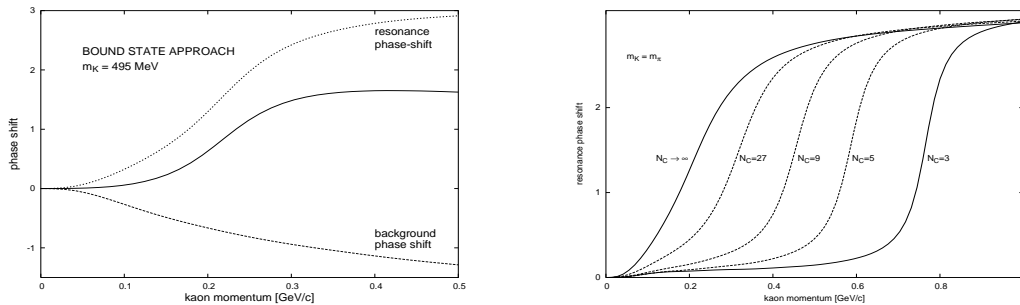 3
2
1
0
-1
0.0
0.1
0.2
0.3
0.4
0.5
phase shift
kaon momentum [GeV/c]
BOUND STATE APPROACH
m_K = 495 MeV
resonance
phase-shift
background
phase shift
2
1
0
0
0.2
0.4
0.6
0.8
resonance phase shift
kaon momentum [GeV/c]
m_K = m_π
N_C → ∞
N_C=27
N_C=9
N_C=5
N_C=3